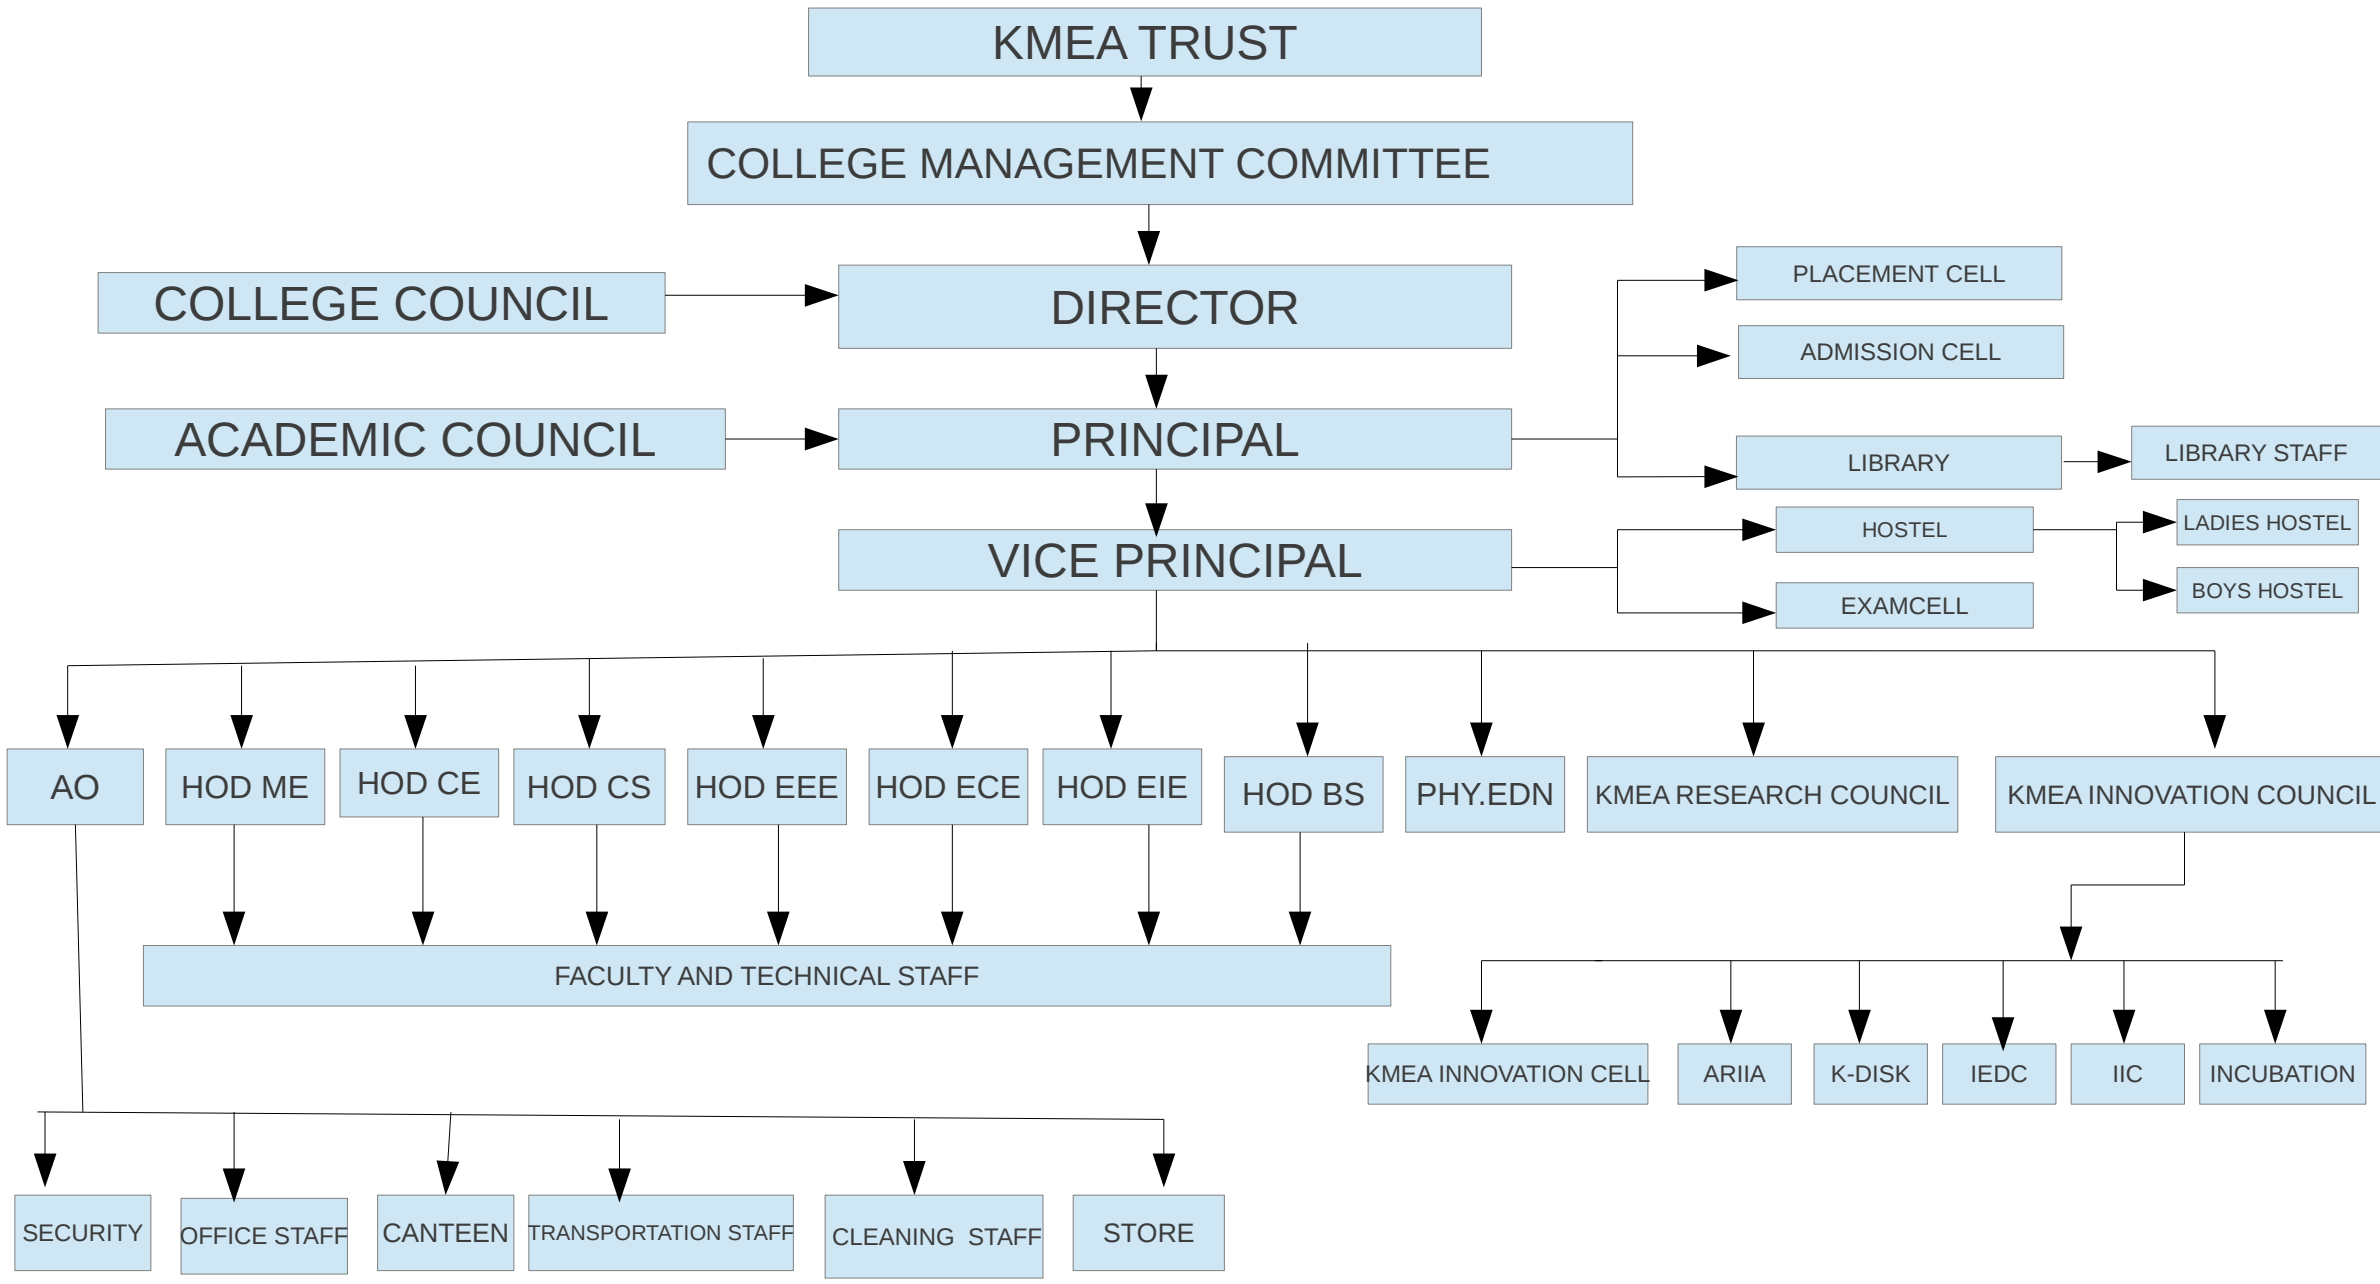 KMEA TRUST
COLLEGE MANAGEMENT COMMITTEE
COLLEGE COUNCIL
DIRECTOR
PLACEMENT CELL
ADMISSION CELL
ACADEMIC COUNCIL
PRINCIPAL
LIBRARY
LIBRARY STAFF
VICE PRINCIPAL
HOSTEL
LADIES HOSTEL
EXAMCELL
BOYS HOSTEL
AO
HOD ME
HOD CE
HOD CS
HOD EEE
HOD ECE
HOD EIE
HOD BS
PHY.EDN
KMEA RESEARCH COUNCIL
KMEA INNOVATION COUNCIL
FACULTY AND TECHNICAL STAFF
KMEA INNOVATION CELL
ARIIA
K-DISK
IEDC
IIC
INCUBATION
SECURITY
OFFICE STAFF
CANTEEN
TRANSPORTATION STAFF
CLEANING  STAFF
STORE